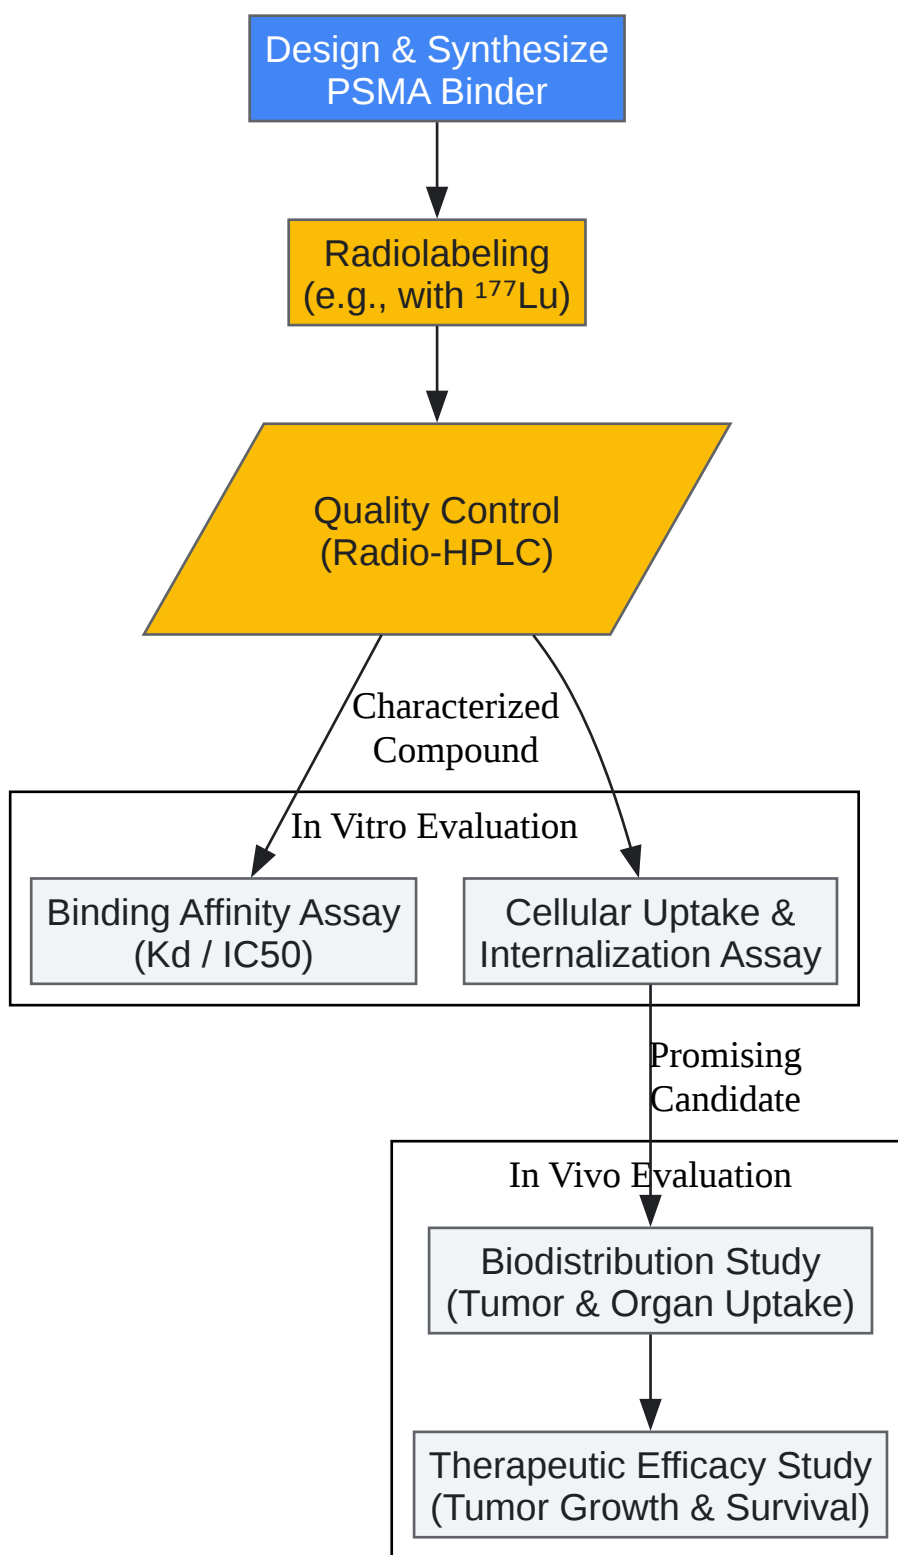 Design & Synthesize
PSMA Binder
Radiolabeling
(e.g., with ¹⁷⁷Lu)
Quality Control
(Radio-HPLC)
Characterized
Compound
In Vitro Evaluation
Binding Affinity Assay
(Kd / IC50)
Cellular Uptake &
Internalization Assay
Promising
Candidate
In Vivo Evaluation
Biodistribution Study
(Tumor & Organ Uptake)
Therapeutic Efficacy Study
(Tumor Growth & Survival)